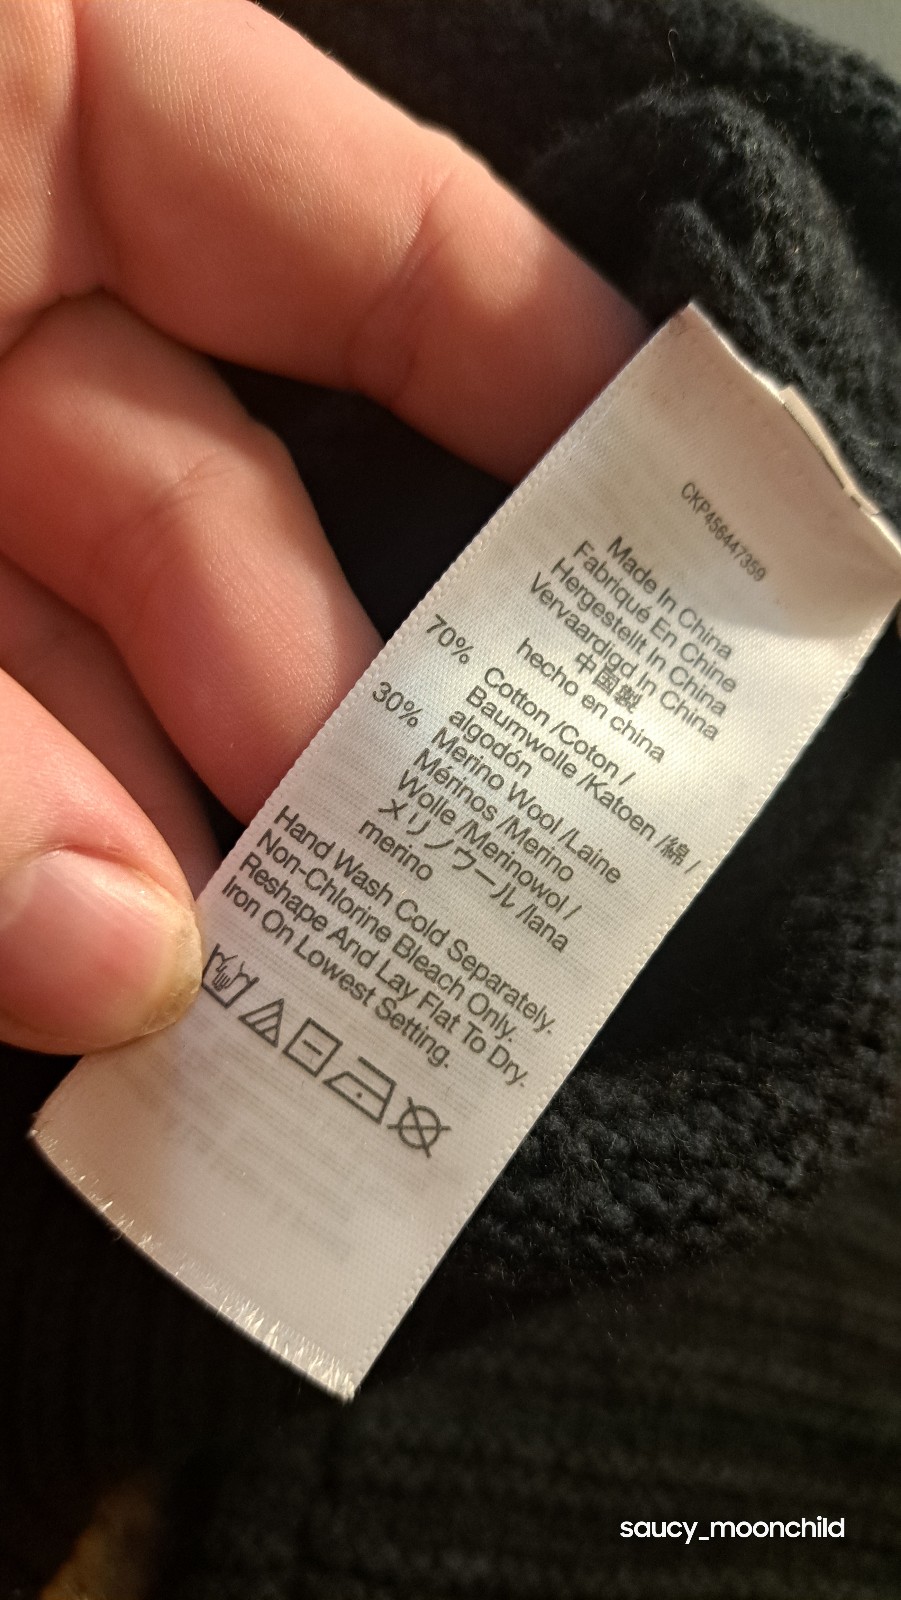 CKP456447359
Made In China
Fabriqué En Chine
Hergestellt In China
Vervaardigd In China
中国製
hecho en china
70% Cotton /Coton /
Baumwolle /Katoen /綿 /
algodón
30% Merino Wool /Laine
Mérinos /Merino
Wolle /Merinowol /
メリノウール /lana
merino
Hand Wash Cold Separately.
Non-Chlorine Bleach Only.
Reshape And Lay Flat To Dry.
Iron On Lowest Setting.
saucy_moonchild